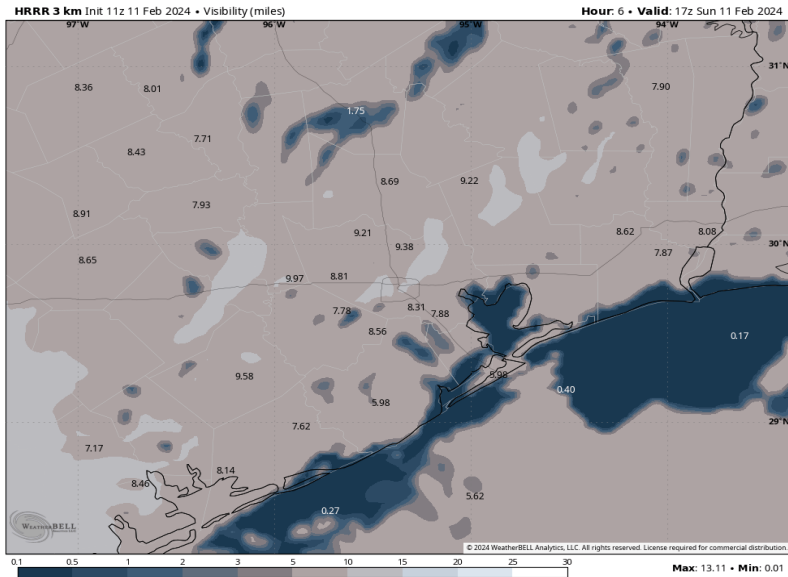 HRRR 3 km Init 11z 11 Feb 2024 • Visibility (miles)
Hour: 6 • Valid: 17z Sun 11 Feb 2024
97°W 96°W 95°W 94°W
31°N
8.36 8.01 7.90
1.75
7.71
8.43
8.69 9.22
7.93
8.91
9.21 8.62 8.08
30°N
9.38 7.87
8.65
9.97 8.81
7.78 8.31 7.88
8.56
0.17
9.58 5.98
0.40
5.98
29°N
7.62
7.17
8.14
8.46
5.62
0.27
WEATHERBELL
© 2024 WeatherBELL Analytics, LLC. All rights reserved. License required for commercial distribution.
0.1 0.5 1 2 3 5 10 15 20 25 30
Max: 13.11 • Min: 0.01